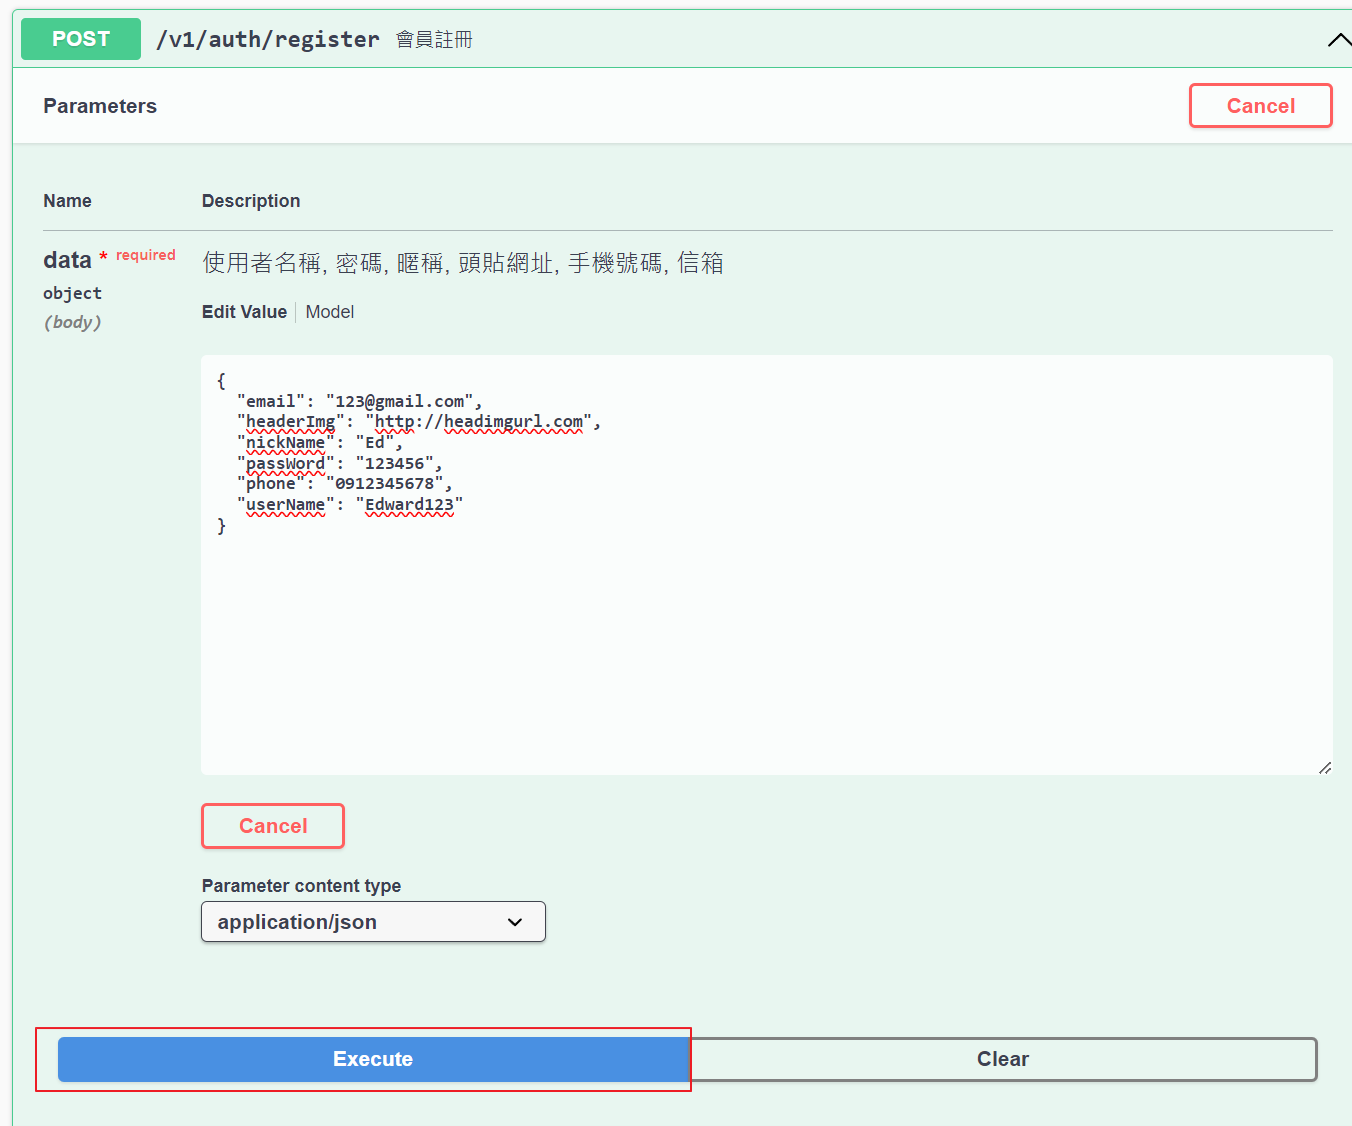 POST /v1/auth/register 會員註冊
Parameters
Cancel
Name Description
data * required
object
(body)
使用者名稱, 密碼, 暱稱, 頭貼網址, 手機號碼, 信箱
Edit Value Model
{
  "email": "123@gmail.com",
  "headerImg": "http://headimgurl.com",
  "nickName": "Ed",
  "passWord": "123456",
  "phone": "0912345678",
  "userName": "Edward123"
}
Cancel
Parameter content type
application/json
Execute Clear